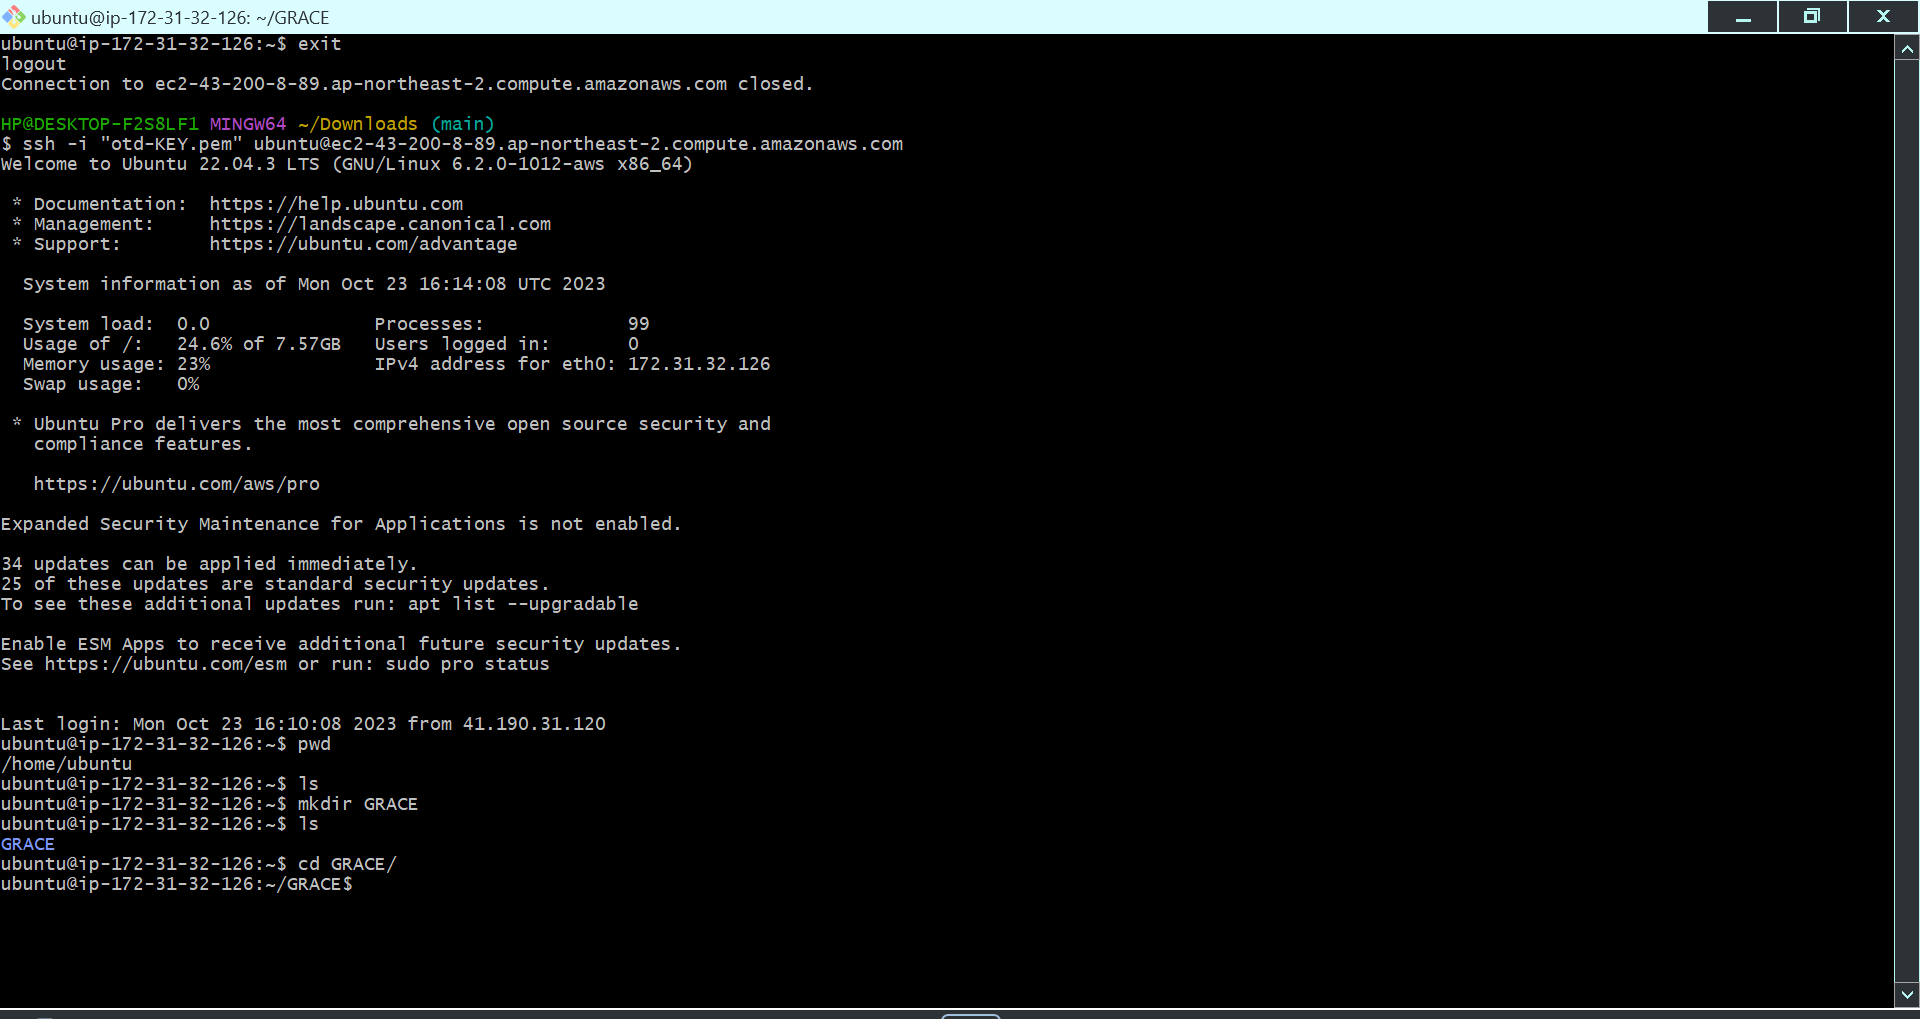 ubuntu@ip-172-31-32-126: ~/GRACE
ubuntu@ip-172-31-32-126:~$ exit
logout
Connection to ec2-43-200-8-89.ap-northeast-2.compute.amazonaws.com closed.
HP@DESKTOP-F2S8LF1 MINGW64 ~/Downloads (main)
$ ssh -i "otd-KEY.pem" ubuntu@ec2-43-200-8-89.ap-northeast-2.compute.amazonaws.com
Welcome to Ubuntu 22.04.3 LTS (GNU/Linux 6.2.0-1012-aws x86_64)
* Documentation:  https://help.ubuntu.com
* Management:     https://landscape.canonical.com
* Support:        https://ubuntu.com/advantage
System information as of Mon Oct 23 16:14:08 UTC 2023
System load:  0.0               Processes:             99
Usage of /:   24.6% of 7.57GB   Users logged in:       0
Memory usage: 23%               IPv4 address for eth0: 172.31.32.126
Swap usage:   0%
* Ubuntu Pro delivers the most comprehensive open source security and
compliance features.
https://ubuntu.com/aws/pro
Expanded Security Maintenance for Applications is not enabled.
34 updates can be applied immediately.
25 of these updates are standard security updates.
To see these additional updates run: apt list --upgradable
Enable ESM Apps to receive additional future security updates.
See https://ubuntu.com/esm or run: sudo pro status
Last login: Mon Oct 23 16:10:08 2023 from 41.190.31.120
ubuntu@ip-172-31-32-126:~$ pwd
/home/ubuntu
ubuntu@ip-172-31-32-126:~$ ls
ubuntu@ip-172-31-32-126:~$ mkdir GRACE
ubuntu@ip-172-31-32-126:~$ ls
GRACE
ubuntu@ip-172-31-32-126:~$ cd GRACE/
ubuntu@ip-172-31-32-126:~/GRACE$